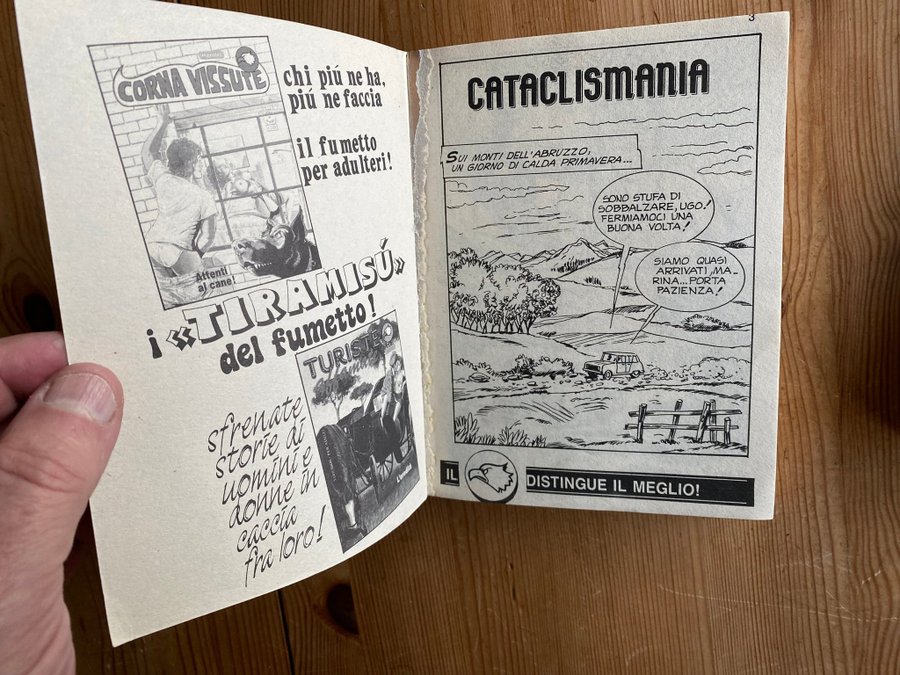 CORNA VISSUTE
chi piú ne ha,
piú ne faccia
il fumetto
per adulteri!
Attenti
al cane!
i «TIRAMISÚ»
del fumetto!
TURISTE
sfrenate
storie di
uomini e
donne in
caccia
fra loro!
3
CATACLISMANIA
SUI MONTI DELL'ABRUZZO,
UN GIORNO DI CALDA PRIMAVERA...
SONO STUFA DI
SOBBALZARE, UGO!
FERMIAMOCI UNA
BUONA VOLTA!
SIAMO QUASI
ARRIVATI, MA-
RINA... PORTA
PAZIENZA!
IL
DISTINGUE IL MEGLIO!